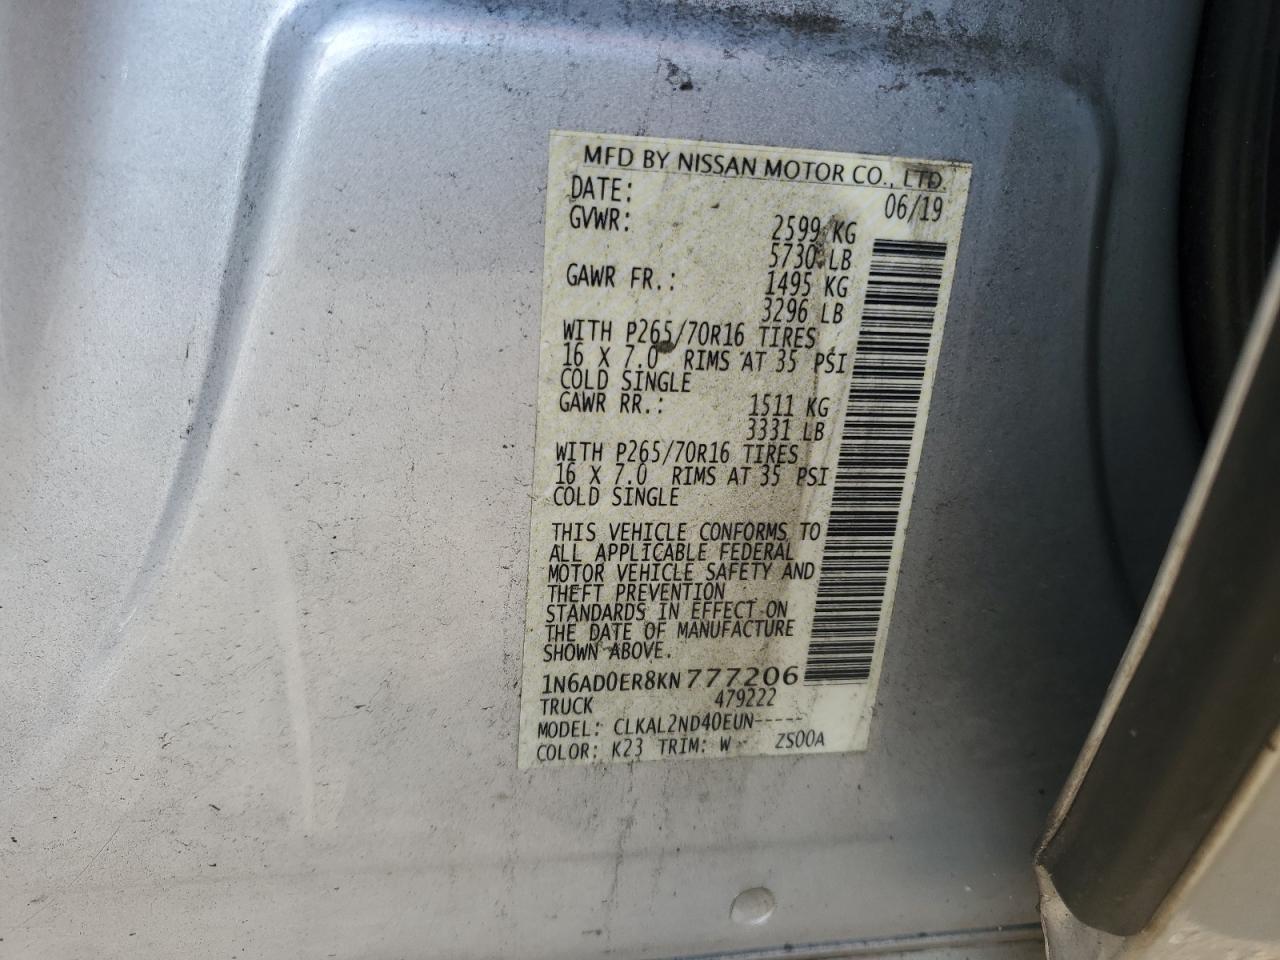 MFD BY NISSAN MOTOR CO., LTD.
DATE: 06/19
GVWR: 2599 KG
5730 LB
GAWR FR.: 1495 KG
3296 LB
WITH P265/70R16 TIRES
16 X 7.0 RIMS AT 35 PSI
COLD SINGLE
GAWR RR.: 1511 KG
3331 LB
WITH P265/70R16 TIRES
16 X 7.0 RIMS AT 35 PSI
COLD SINGLE
THIS VEHICLE CONFORMS TO
ALL APPLICABLE FEDERAL
MOTOR VEHICLE SAFETY AND
THEFT PREVENTION
STANDARDS IN EFFECT ON
THE DATE OF MANUFACTURE
SHOWN ABOVE.
1N6AD0ER8KN777206
TRUCK 479222
MODEL: CLKAL2ND40EUN-----
COLOR: K23 TRIM: W ZS00A